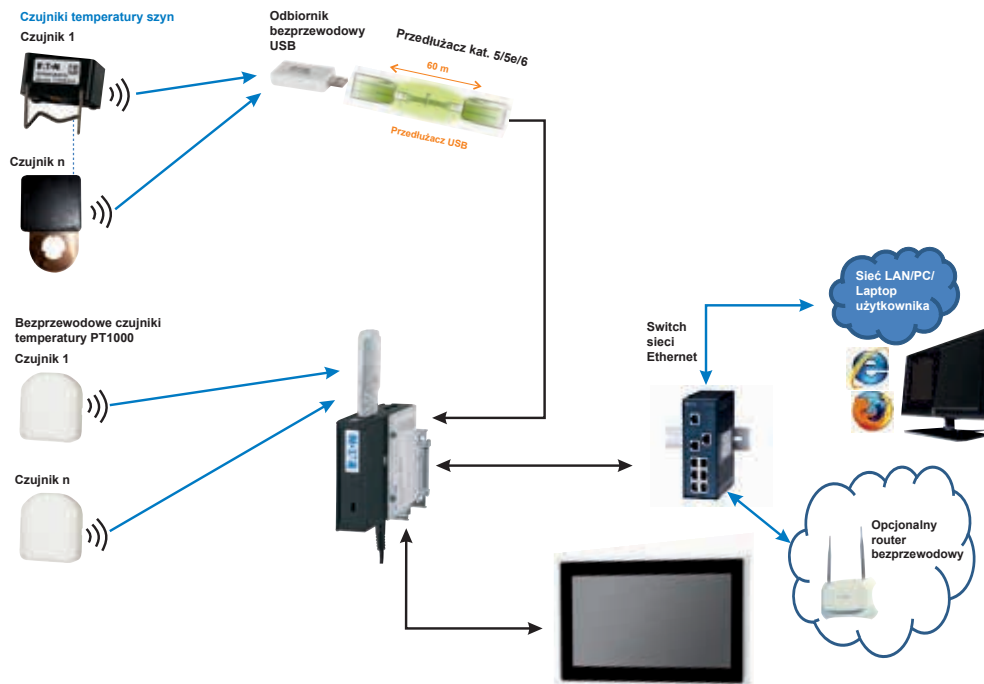 Czujniki temperatury szyn
Czujnik 1
E·T·N
Czujnik n
Odbiornik
bezprzewodowy
USB
Przedłużacz kat. 5/5e/6
60 m
Przedłużacz USB
Bezprzewodowe czujniki
temperatury PT1000
Czujnik 1
Czujnik n
Switch
sieci
Ethernet
Sieć LAN/PC/
Laptop
użytkownika
Opcjonalny
router
bezprzewodowy